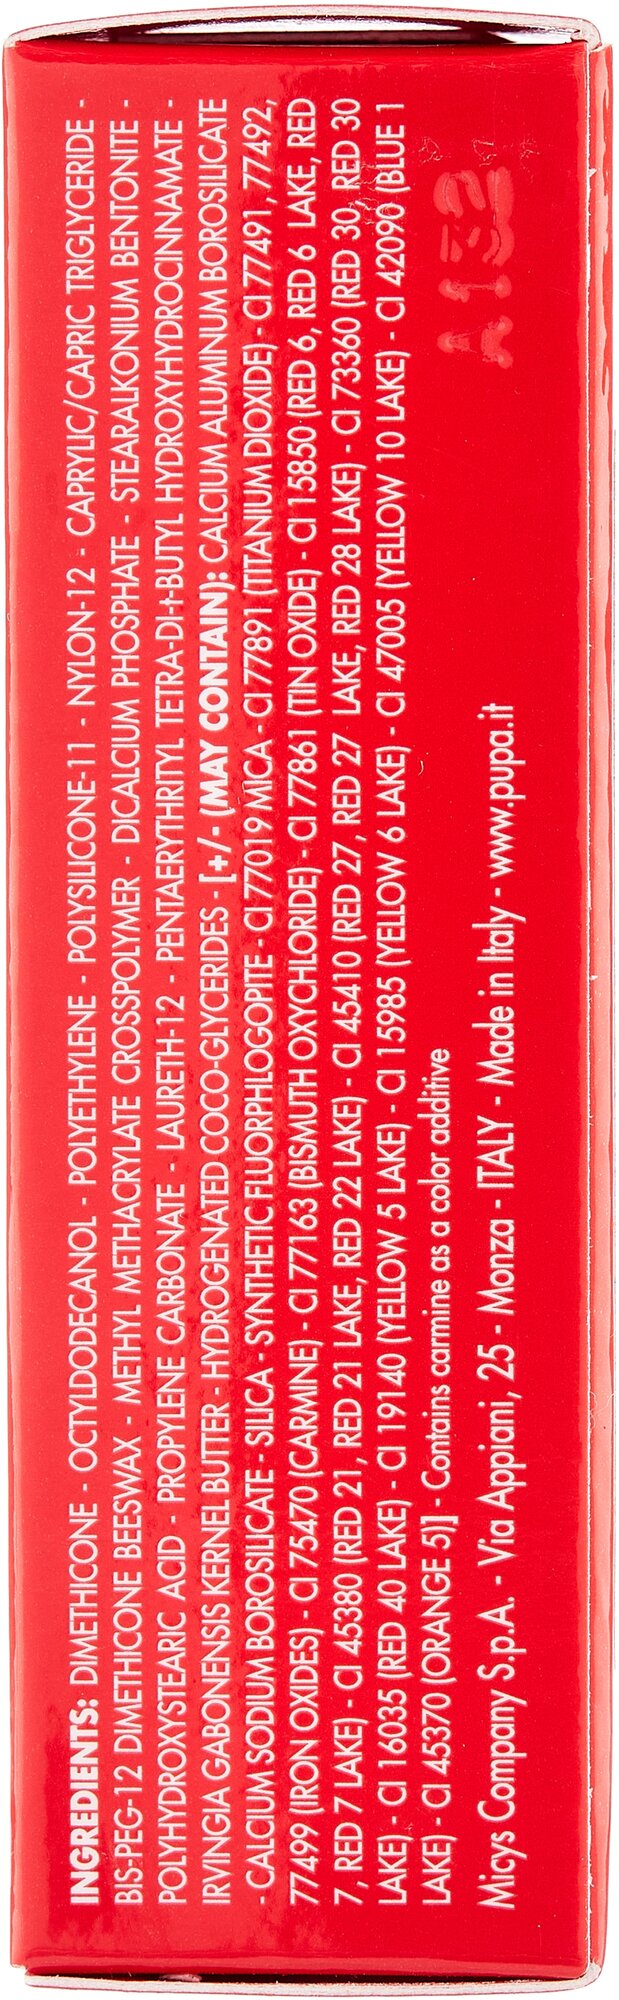 INGREDIENTS: DIMETHICONE - OCTYLDODECANOL - POLYETHYLENE - POLYSILICONE-11 - NYLON-12 - CAPRYLIC/CAPRIC TRIGLYCERIDE -
BIS-PEG-12 DIMETHICONE BEESWAX - METHYL METHACRYLATE CROSSPOLYMER - DICALCIUM PHOSPHATE - STEARALKONIUM BENTONITE -
POLYHYDROXYSTEARIC ACID - PROPYLENE CARBONATE - LAURETH-12 - PENTAERYTHRITYL TETRA-DI-t-BUTYL HYDROXYHYDROCINNAMATE -
IRVINGIA GABONENSIS KERNEL BUTTER - HYDROGENATED COCO-GLYCERIDES - [+/- (MAY CONTAIN): CALCIUM ALUMINUM BOROSILICATE
- CALCIUM SODIUM BOROSILICATE - SILICA - SYNTHETIC FLUORPHLOGOPITE - CI 77019 MICA - CI 77891 (TITANIUM DIOXIDE) - CI 77491, 77492,
77499 (IRON OXIDES) - CI 75470 (CARMINE) - CI 77163 (BISMUTH OXYCHLORIDE) - CI 77861 (TIN OXIDE) - CI 15850 (RED 6, RED 6 LAKE, RED
7, RED 7 LAKE) - CI 45380 (RED 21, RED 21 LAKE, RED 22 LAKE) - CI 45410 (RED 27, RED 27 LAKE, RED 28 LAKE) - CI 73360 (RED 30, RED 30
LAKE) - CI 16035 (RED 40 LAKE) - CI 19140 (YELLOW 5 LAKE) - CI 15985 (YELLOW 6 LAKE) - CI 47005 (YELLOW 10 LAKE) - CI 42090 (BLUE 1
LAKE) - CI 45370 (ORANGE 5)] - Contains carmine as a color additive
Micys Company S.p.A. - Via Appiani, 25 - Monza - ITALY - Made in Italy - www.pupa.it